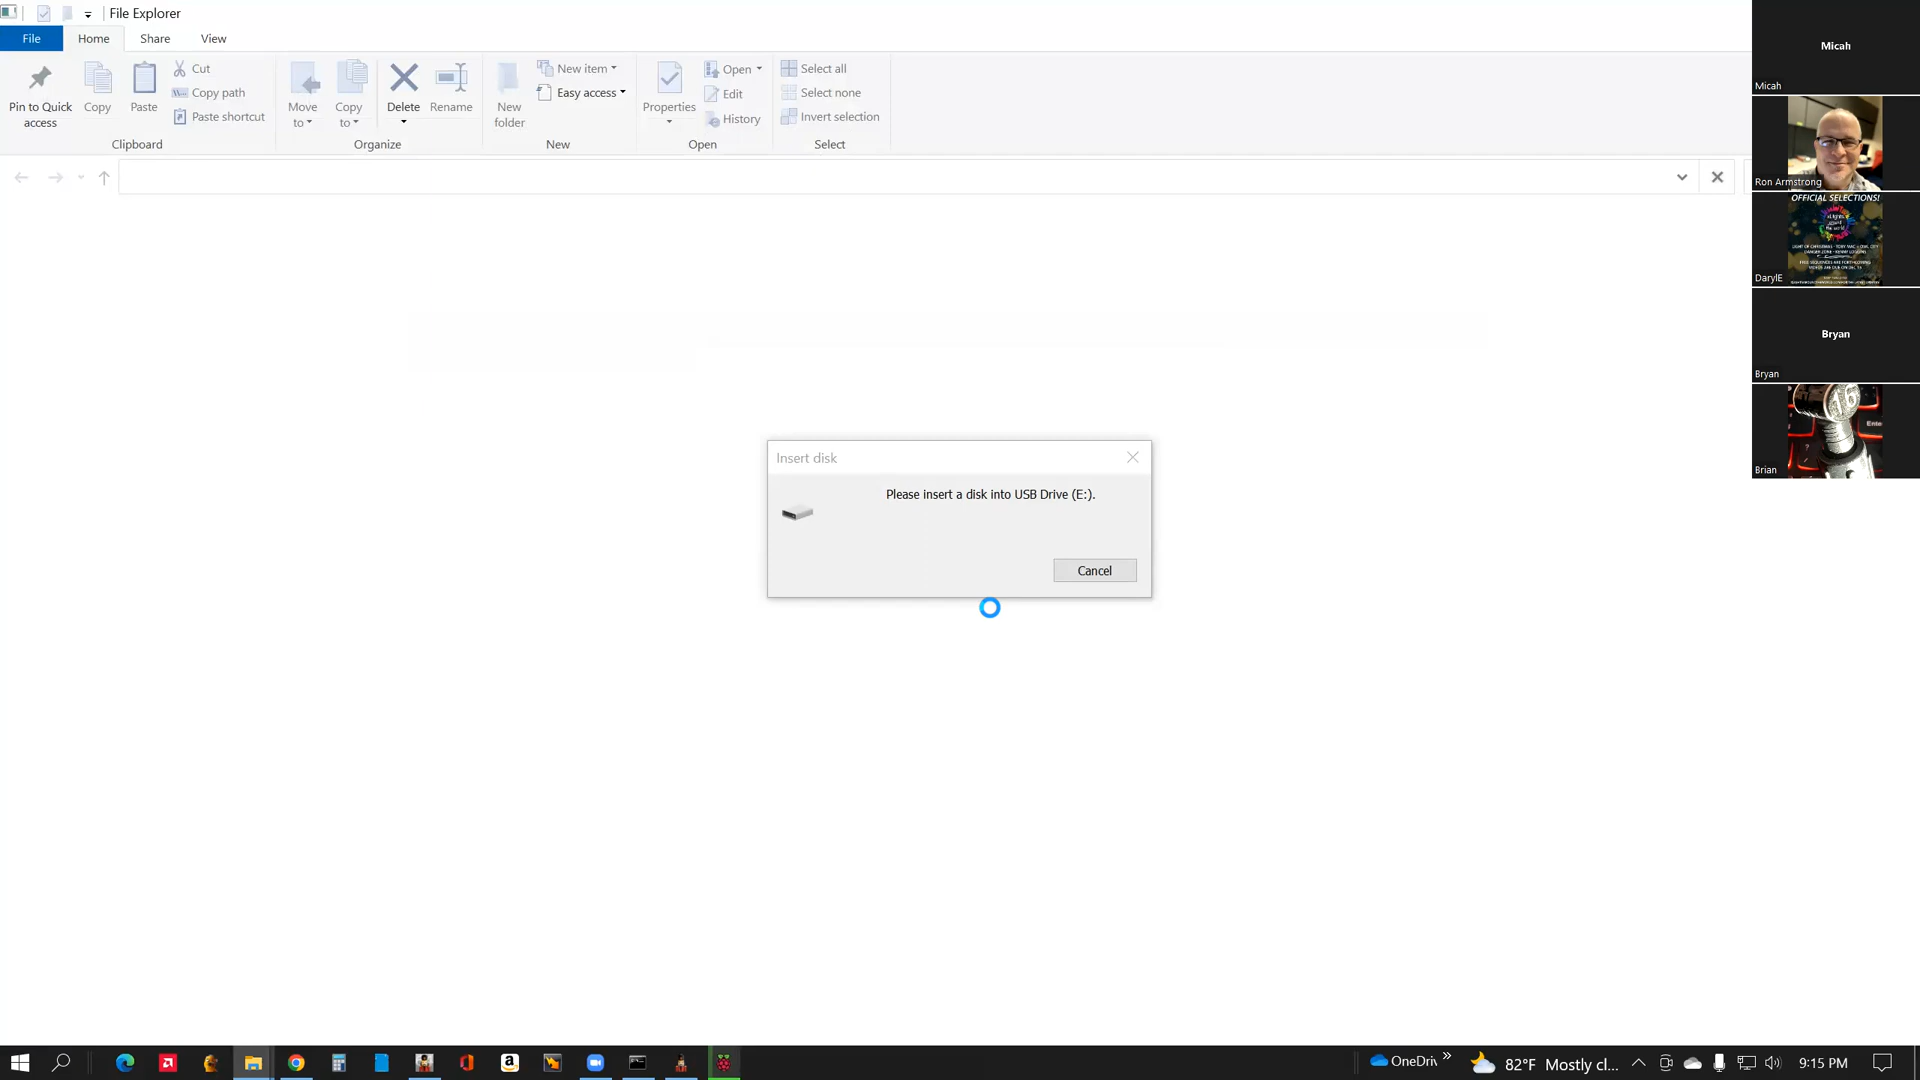 File Explorer
File
Home
Share
View
Pin to Quick access
Copy
Paste
Cut
Copy path
Paste shortcut
Clipboard
Move to
Copy to
Delete
Rename
Organize
New folder
New item
Easy access
New
Properties
Open
Edit
History
Open
Select all
Select none
Invert selection
Select
Insert disk
Please insert a disk into USB Drive (E:).
Cancel
Micah
Micah
Ron Armstrong
OFFICIAL SELECTIONS!
DarylE
Bryan
Bryan
Enter
Brian
OneDriv
82°F Mostly cl...
9:15 PM